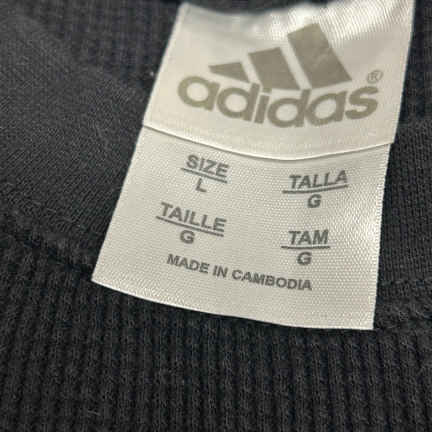 adidas®
SIZE TALLA
L G
TAILLE TAM
G G
MADE IN CAMBODIA